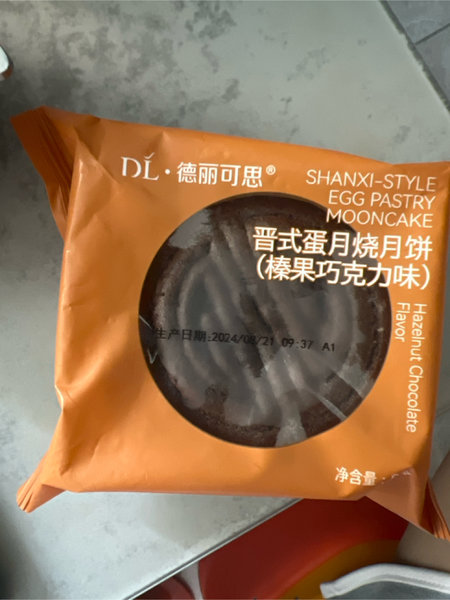 DL·德丽可思®
SHANXI-STYLE
EGG PASTRY
MOONCAKE
晋式蛋月烧月饼
(榛果巧克力味)
Hazelnut Chocolate
Flavor
生产日期:2024/08/21 09:37 A1
净含量: